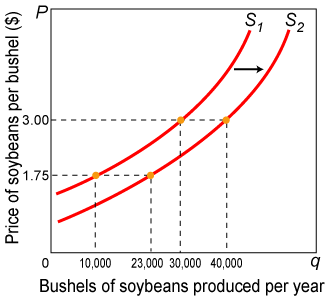 P
S1 S2
Price of soybeans per bushel ($)
3.00
1.75
0 10,000 23,000 30,000 40,000 q
Bushels of soybeans produced per year